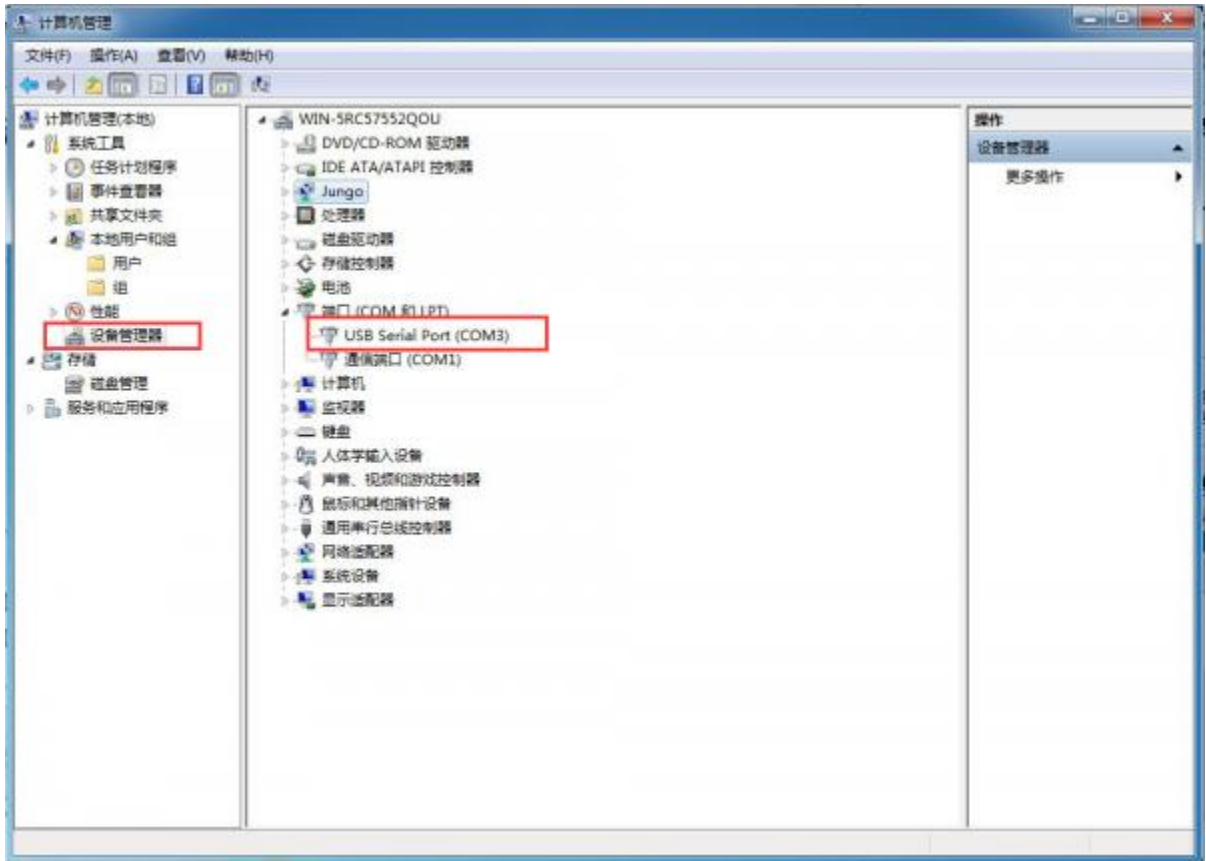 计算机管理
文件(F) 操作(A) 查看(V) 帮助(H)
计算机管理(本地)
系统工具
任务计划程序
事件查看器
共享文件夹
本地用户和组
用户
组
性能
设备管理器
存储
磁盘管理
服务和应用程序
WIN-5RC57552QOU
DVD/CD-ROM 驱动器
IDE ATA/ATAPI 控制器
Jungo
处理器
磁盘驱动器
存储控制器
电池
端口 (COM 和 LPT)
USB Serial Port (COM3)
通信端口 (COM1)
计算机
监视器
键盘
人体学输入设备
声音、视频和游戏控制器
鼠标和其他指针设备
通用串行总线控制器
网络适配器
系统设备
显示适配器
操作
设备管理器
更多操作